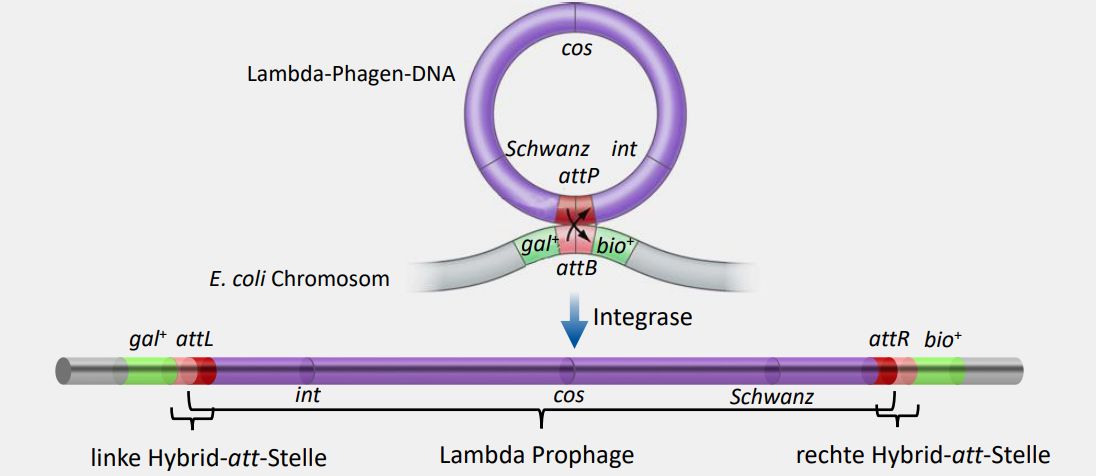 cos
Lambda-Phagen-DNA
Schwanz int
attP
gal⁺ bio⁺
attB
E. coli Chromosom
Integrase
gal⁺ attL attR bio⁺
int cos Schwanz
linke Hybrid-att-Stelle Lambda Prophage rechte Hybrid-att-Stelle